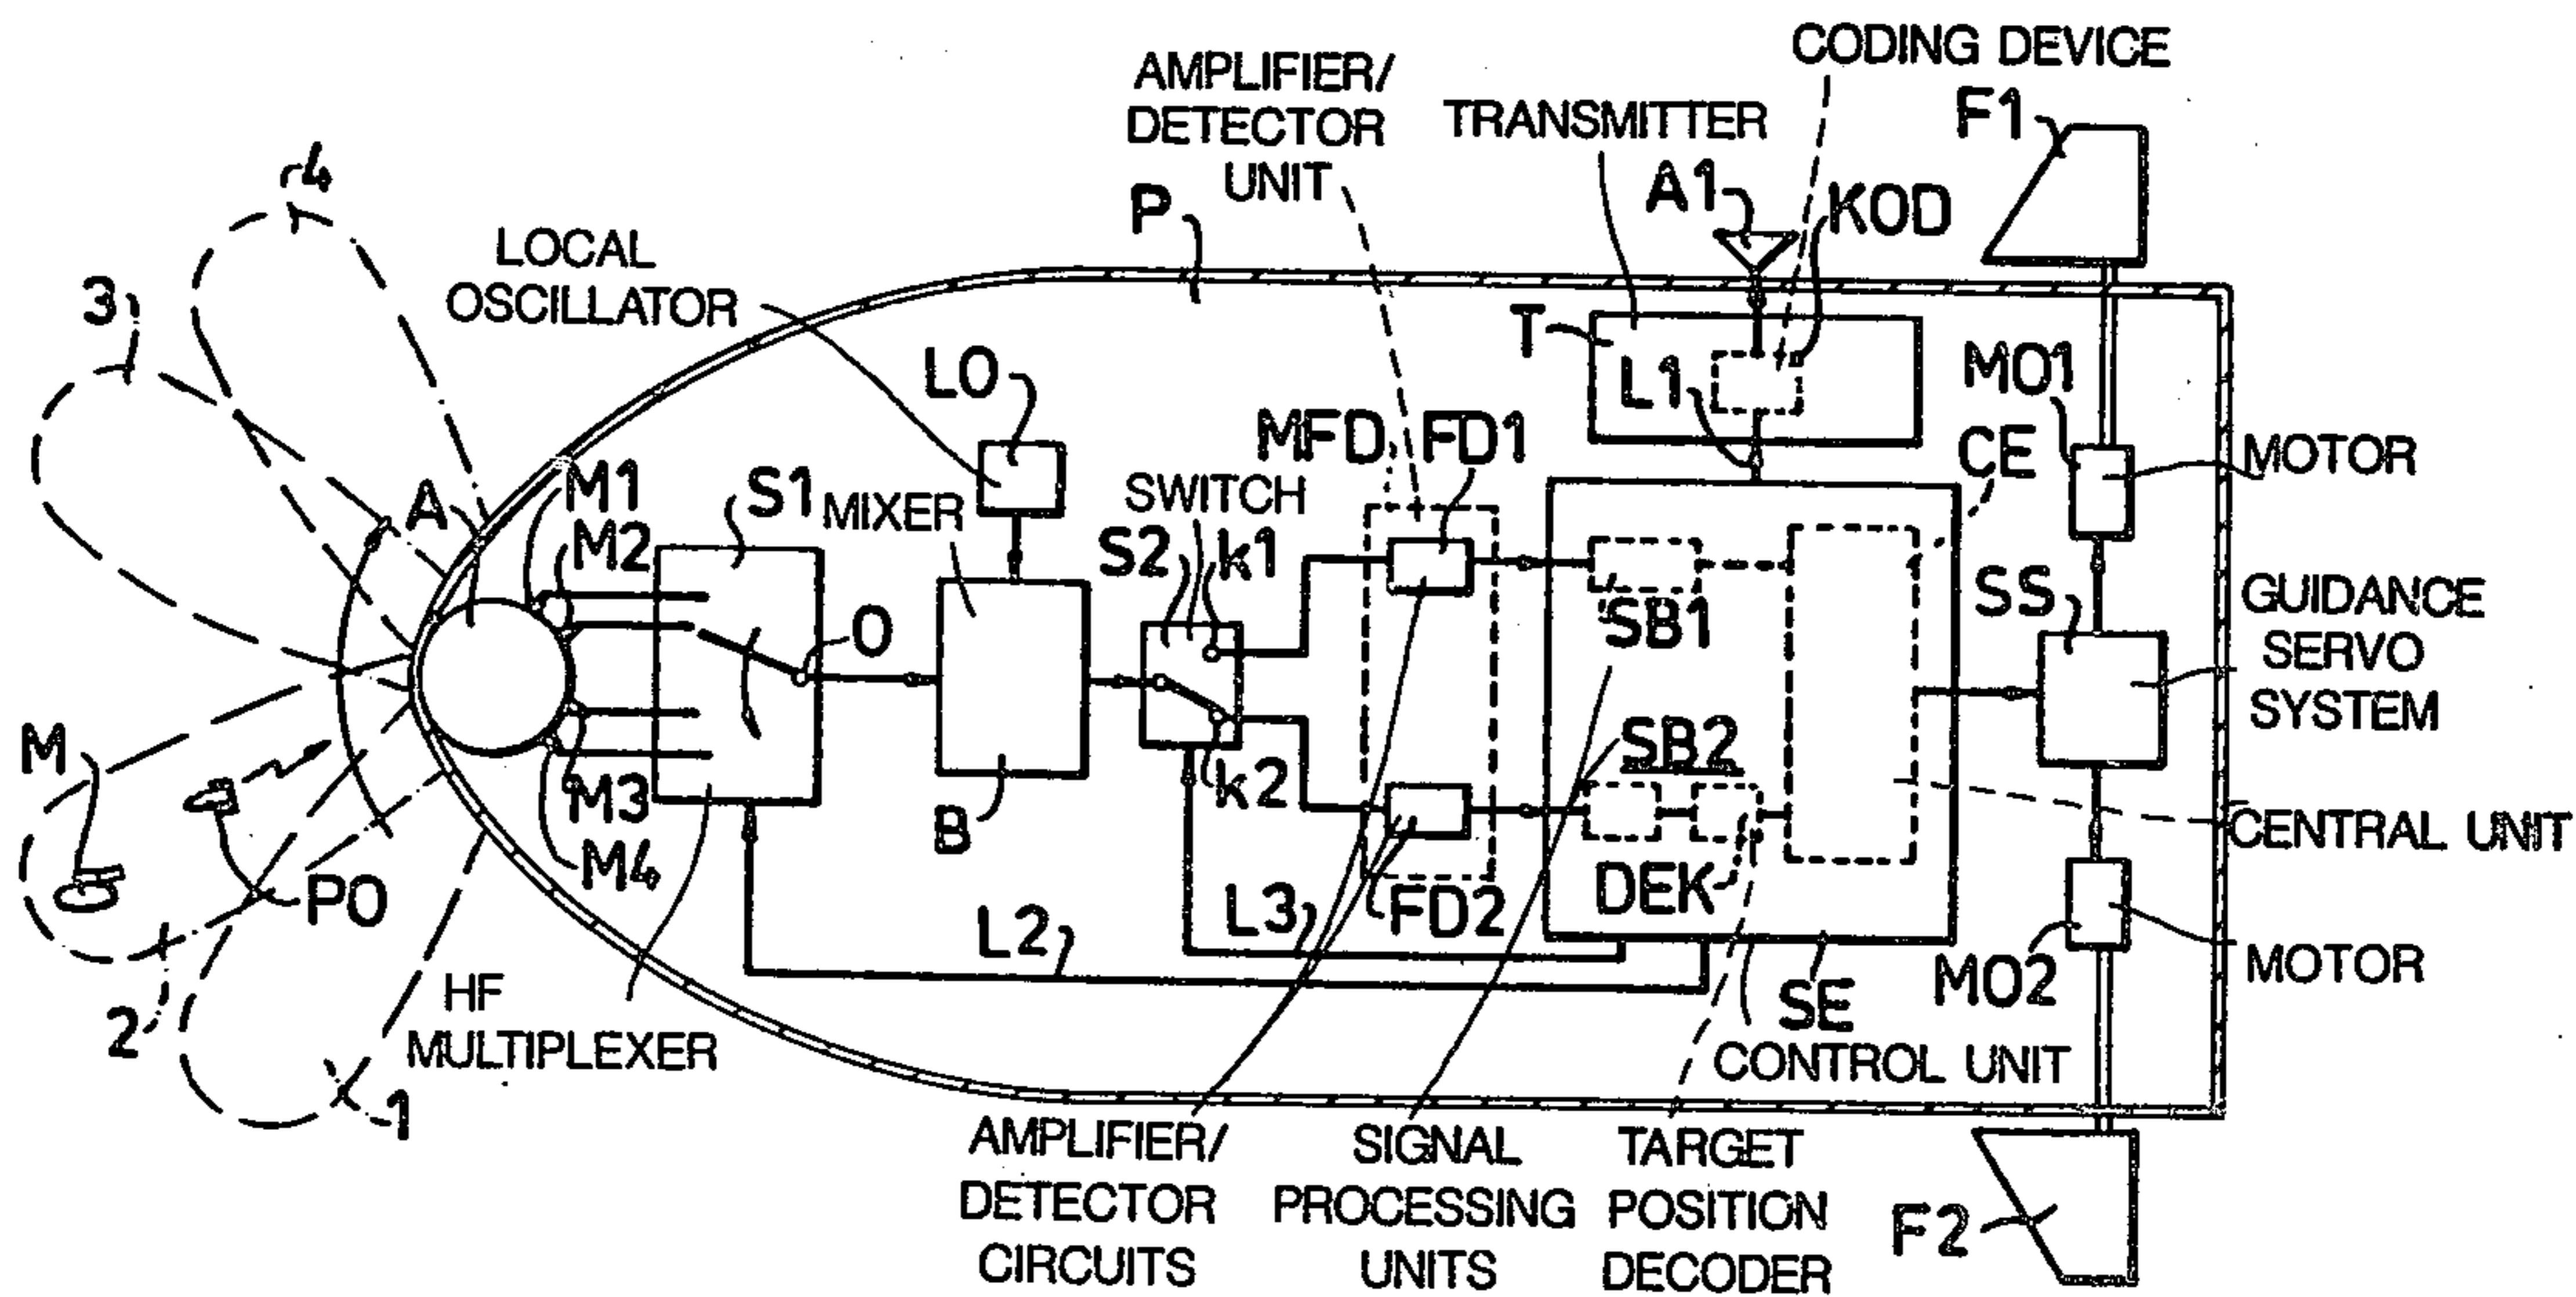 CODING DEVICE
AMPLIFIER/
DETECTOR
UNIT
TRANSMITTER
F1
A1
KOD
P
4
LOCAL
OSCILLATOR
3
T
L1
LO
MO1
MOTOR
MFD
FD1
CE
A
M1
M2
S1
MIXER
SWITCH
S2
k1
SB1
SS
GUIDANCE
SERVO
SYSTEM
O
M
SB2
k2
M3
M4
B
PO
DEK
FD2
L3
L2
CENTRAL UNIT
MO2
MOTOR
SE
2
HF
MULTIPLEXER
1
CONTROL UNIT
AMPLIFIER/
DETECTOR
CIRCUITS
SIGNAL
PROCESSING
UNITS
TARGET
POSITION
DECODER
F2